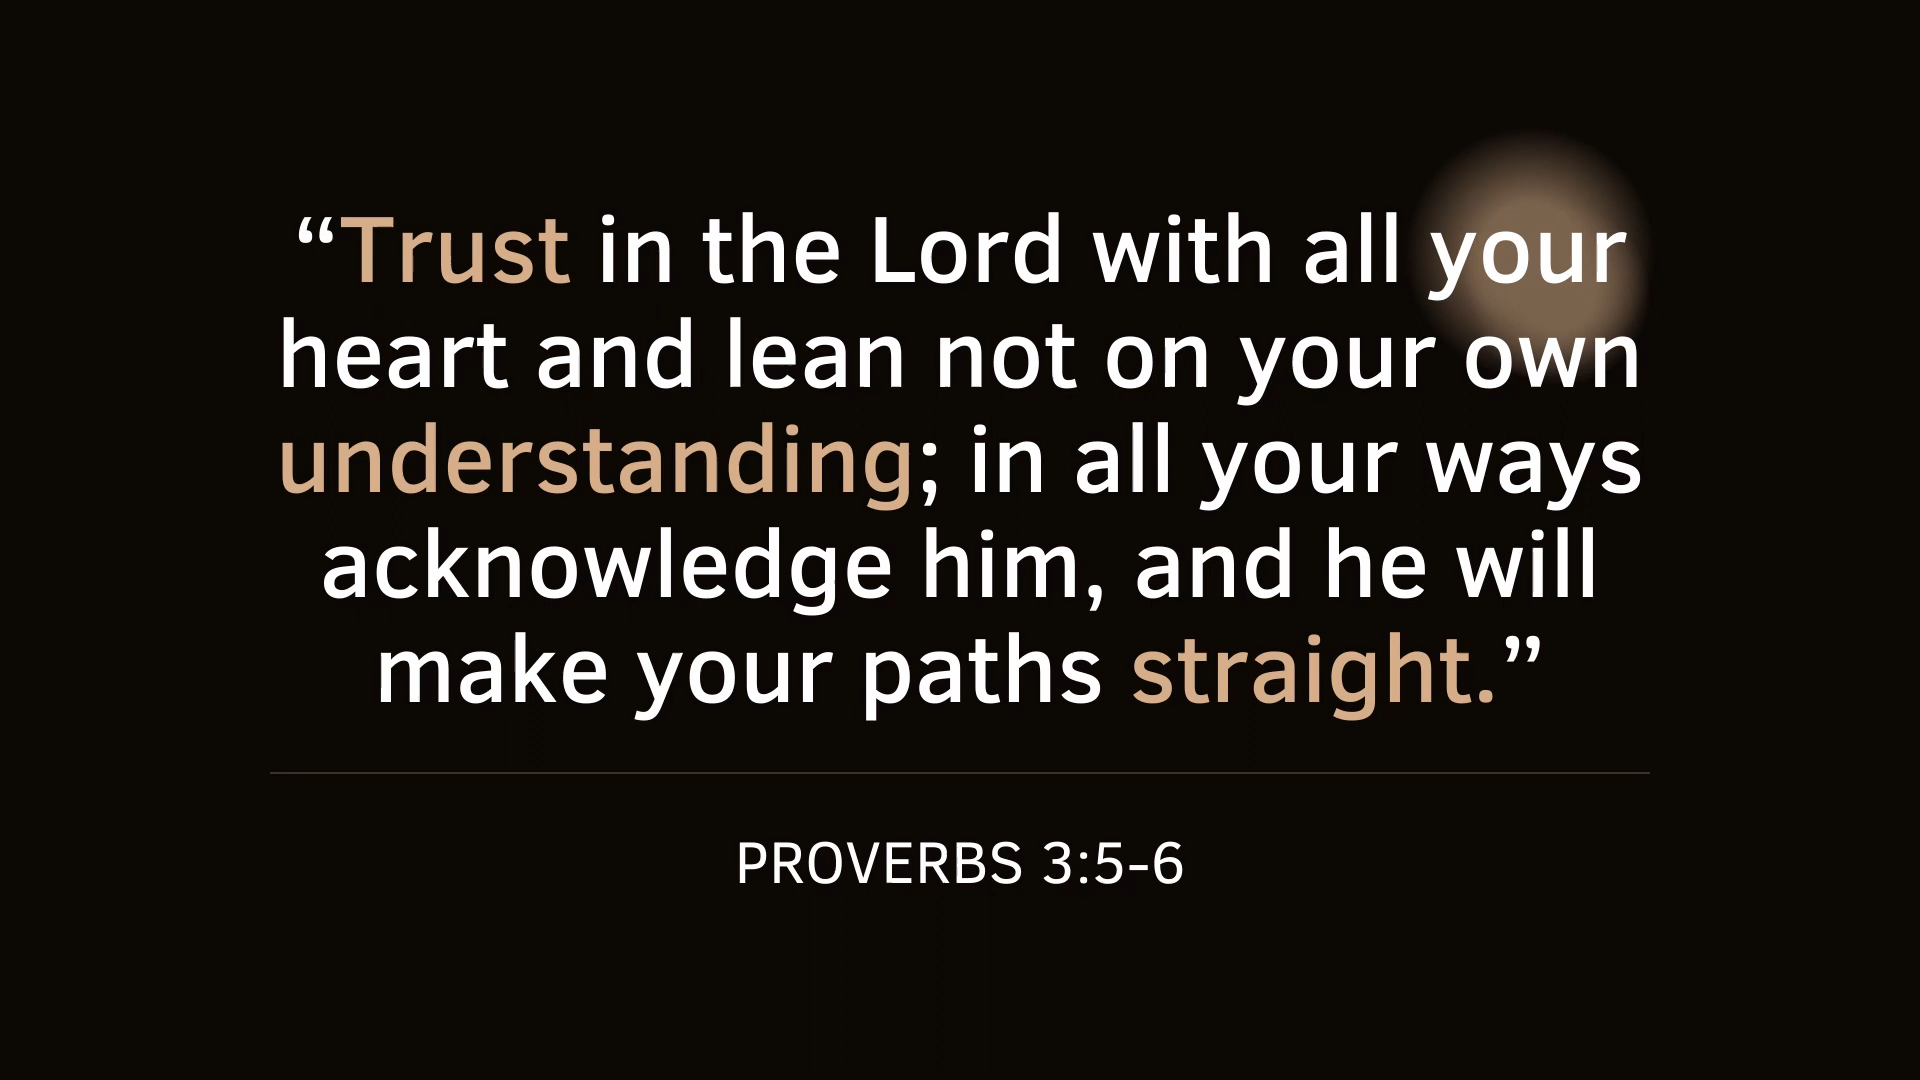 “Trust in the Lord with all your
heart and lean not on your own
understanding; in all your ways
acknowledge him, and he will
make your paths straight.”
PROVERBS 3:5-6